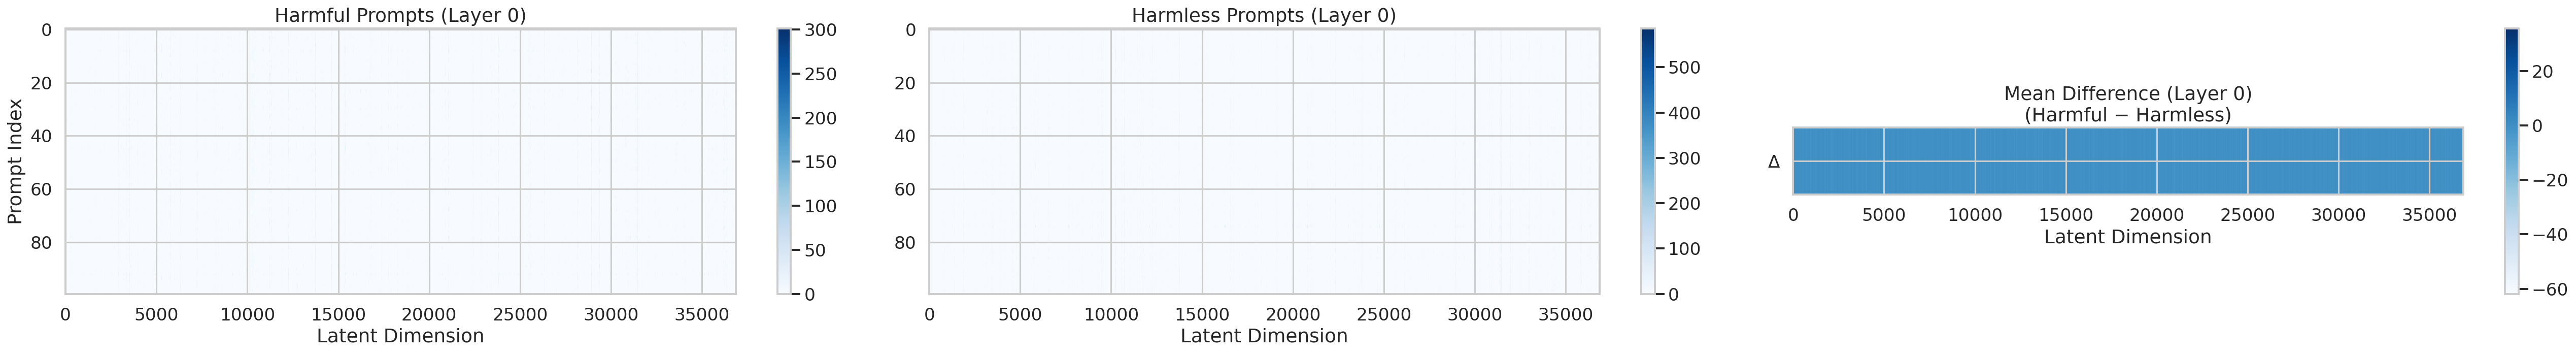 Harmful Prompts (Layer 0)
Prompt Index
0
20
40
60
80
0 5000 10000 15000 20000 25000 30000 35000
Latent Dimension
300
250
200
150
100
50
0
Harmless Prompts (Layer 0)
0
20
40
60
80
0 5000 10000 15000 20000 25000 30000 35000
Latent Dimension
500
400
300
200
100
0
Mean Difference (Layer 0)
(Harmful − Harmless)
Δ
0 5000 10000 15000 20000 25000 30000 35000
Latent Dimension
20
0
−20
−40
−60